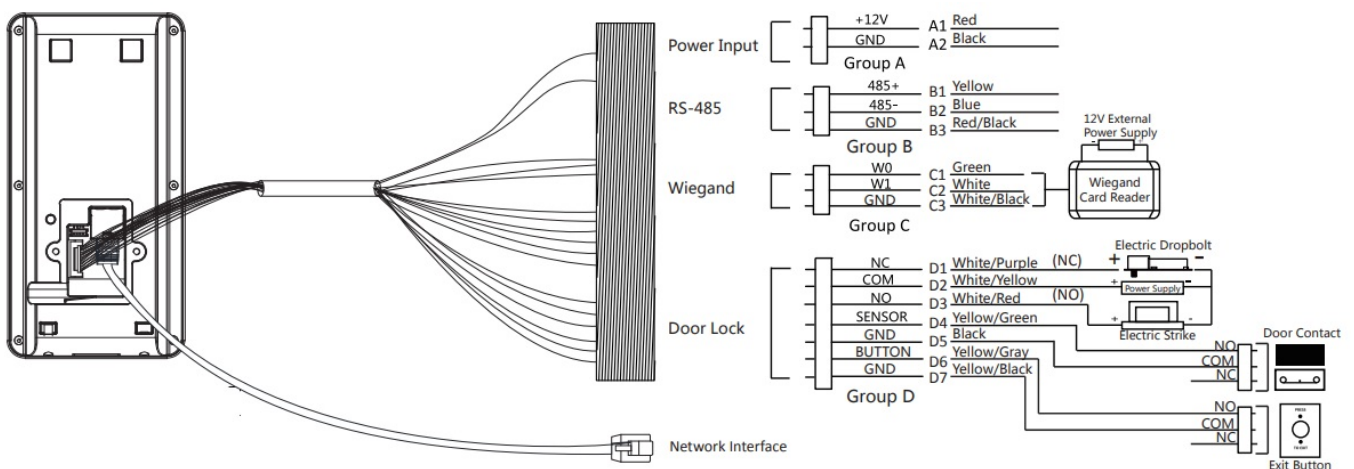 Power Input
+12V A1 Red
GND A2 Black
Group A
RS-485
485+ B1 Yellow
485- B2 Blue
GND B3 Red/Black
Group B
12V External
Power Supply
- +
Wiegand
W0 C1 Green
W1 C2 White
GND C3 White/Black
Group C
Wiegand
Card Reader
Door Lock
NC D1 White/Purple (NC)
COM D2 White/Yellow
NO D3 White/Red (NO)
SENSOR D4 Yellow/Green
GND D5 Black
BUTTON D6 Yellow/Gray
GND D7 Yellow/Black
Group D
Electric Dropbolt
+ -
+ Power Supply -
+ -
Electric Strike
Door Contact
NO
COM
NC
NO
COM
NC
PRESS
TO EXIT
Exit Button
Network Interface